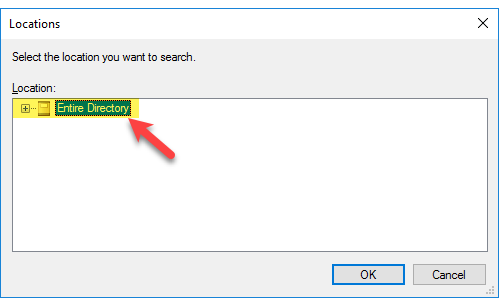 Locations
Select the location you want to search.
Location:
Entire Directory
OK
Cancel